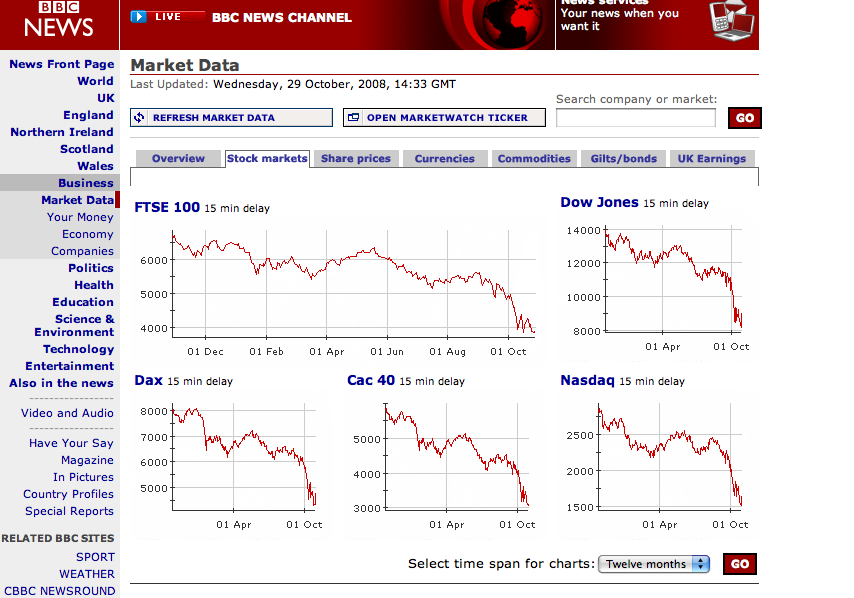 BBC
NEWS
LIVE
BBC NEWS CHANNEL
News services
Your news when you
want it
News Front Page
World
UK
England
Northern Ireland
Scotland
Wales
Business
Market Data
Your Money
Economy
Companies
Politics
Health
Education
Science &
Environment
Technology
Entertainment
Also in the news
Video and Audio
Have Your Say
Magazine
In Pictures
Country Profiles
Special Reports
RELATED BBC SITES
SPORT
WEATHER
CBBC NEWSROUND
Market Data
Last Updated: Wednesday, 29 October, 2008, 14:33 GMT
Search company or market:
REFRESH MARKET DATA
OPEN MARKETWATCH TICKER
GO
Overview
Stock markets
Share prices
Currencies
Commodities
Gilts/bonds
UK Earnings
FTSE 100 15 min delay
6000
5000
4000
01 Dec 01 Feb 01 Apr 01 Jun 01 Aug 01 Oct
Dow Jones 15 min delay
14000
12000
10000
8000
01 Apr 01 Oct
Dax 15 min delay
8000
7000
6000
5000
01 Apr 01 Oct
Cac 40 15 min delay
5000
4000
3000
01 Apr 01 Oct
Nasdaq 15 min delay
2500
2000
1500
01 Apr 01 Oct
Select time span for charts: Twelve months GO